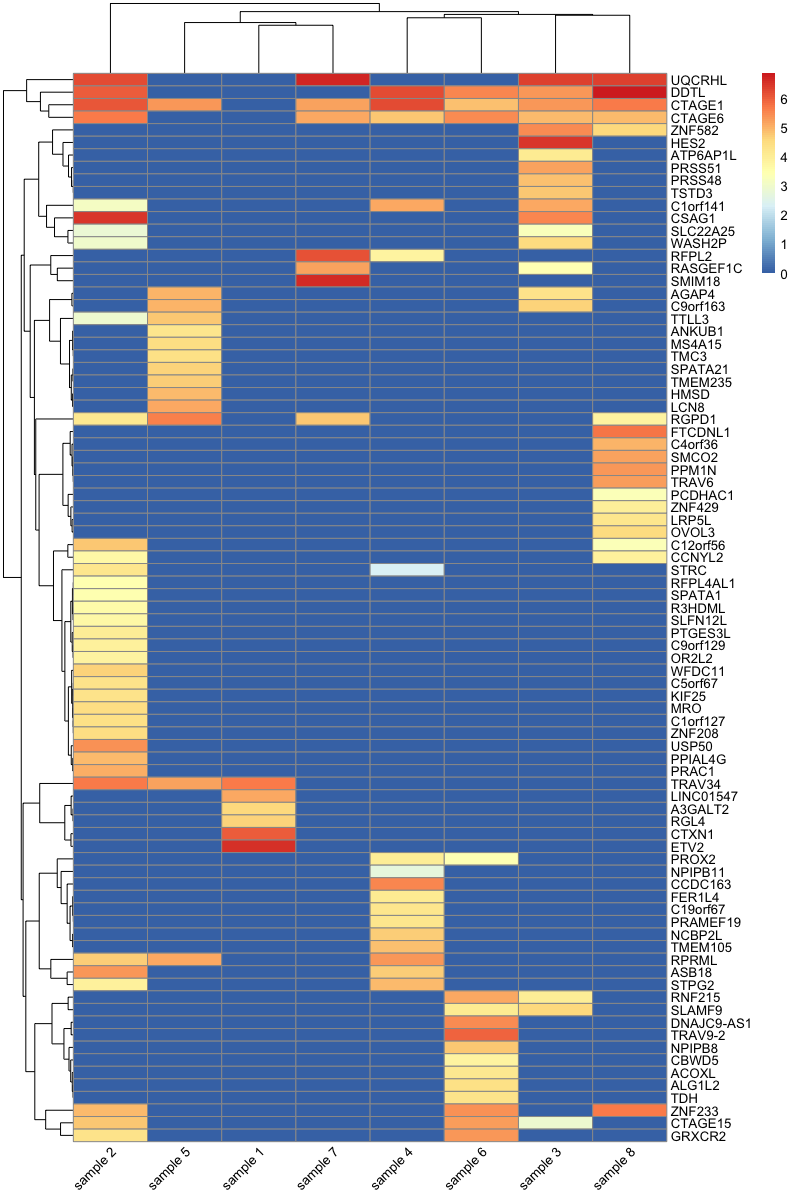 UQCRHL
DDTL
CTAGE1
CTAGE6
ZNF582
HES2
ATP6AP1L
PRSS51
PRSS48
TSTD3
C1orf141
CSAG1
SLC22A25
WASH2P
RFPL2
RASGEF1C
SMIM18
AGAP4
C9orf163
TTLL3
ANKUB1
MS4A15
TMC3
SPATA21
TMEM235
HMSD
LCN8
RGPD1
FTCDNL1
C4orf36
SMCO2
PPM1N
TRAV6
PCDHAC1
ZNF429
LRP5L
OVOL3
C12orf56
CCNYL2
STRC
RFPL4AL1
SPATA1
R3HDML
SLFN12L
PTGES3L
C9orf129
OR2L2
WFDC11
C5orf67
KIF25
MRO
C1orf127
ZNF208
USP50
PPIAL4G
PRAC1
TRAV34
LINC01547
A3GALT2
RGL4
CTXN1
ETV2
PROX2
NPIPB11
CCDC163
FER1L4
C19orf67
PRAMEF19
NCBP2L
TMEM105
RPRML
ASB18
STPG2
RNF215
SLAMF9
DNAJC9-AS1
TRAV9-2
NPIPB8
CBWD5
ACOXL
ALG1L2
TDH
ZNF233
CTAGE15
GRXCR2
6
5
4
3
2
1
0
sample 2
sample 5
sample 1
sample 7
sample 4
sample 6
sample 3
sample 8